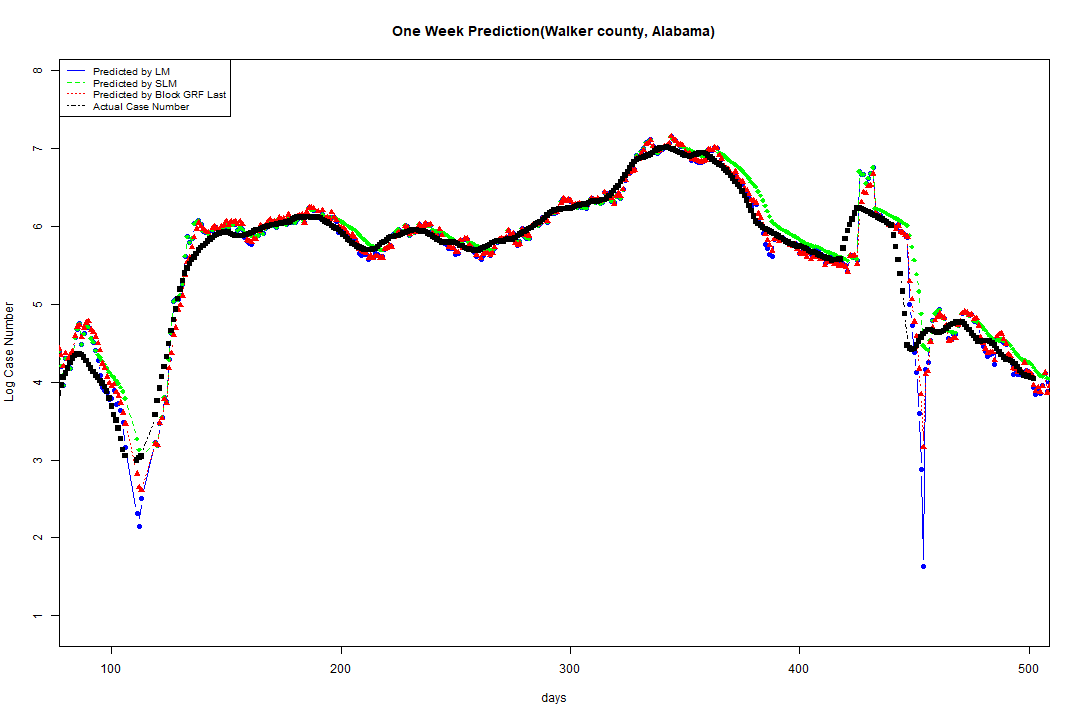 One Week Prediction(Walker county, Alabama)
Predicted by LM
Predicted by SLM
Predicted by Block GRF Last
Actual Case Number
8
7
6
5
4
3
2
1
Log Case Number
100 200 300 400 500
days